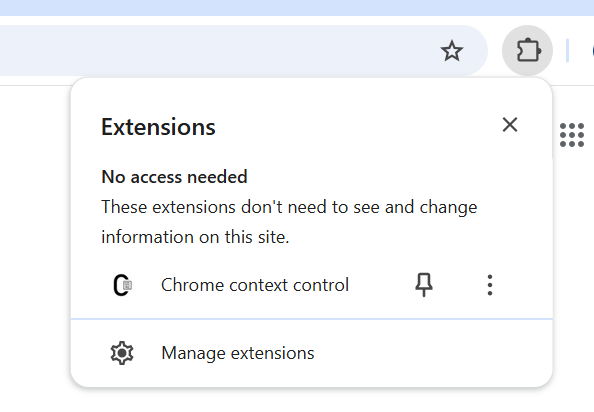 Extensions
No access needed
These extensions don't need to see and change
information on this site.
Chrome context control
Manage extensions